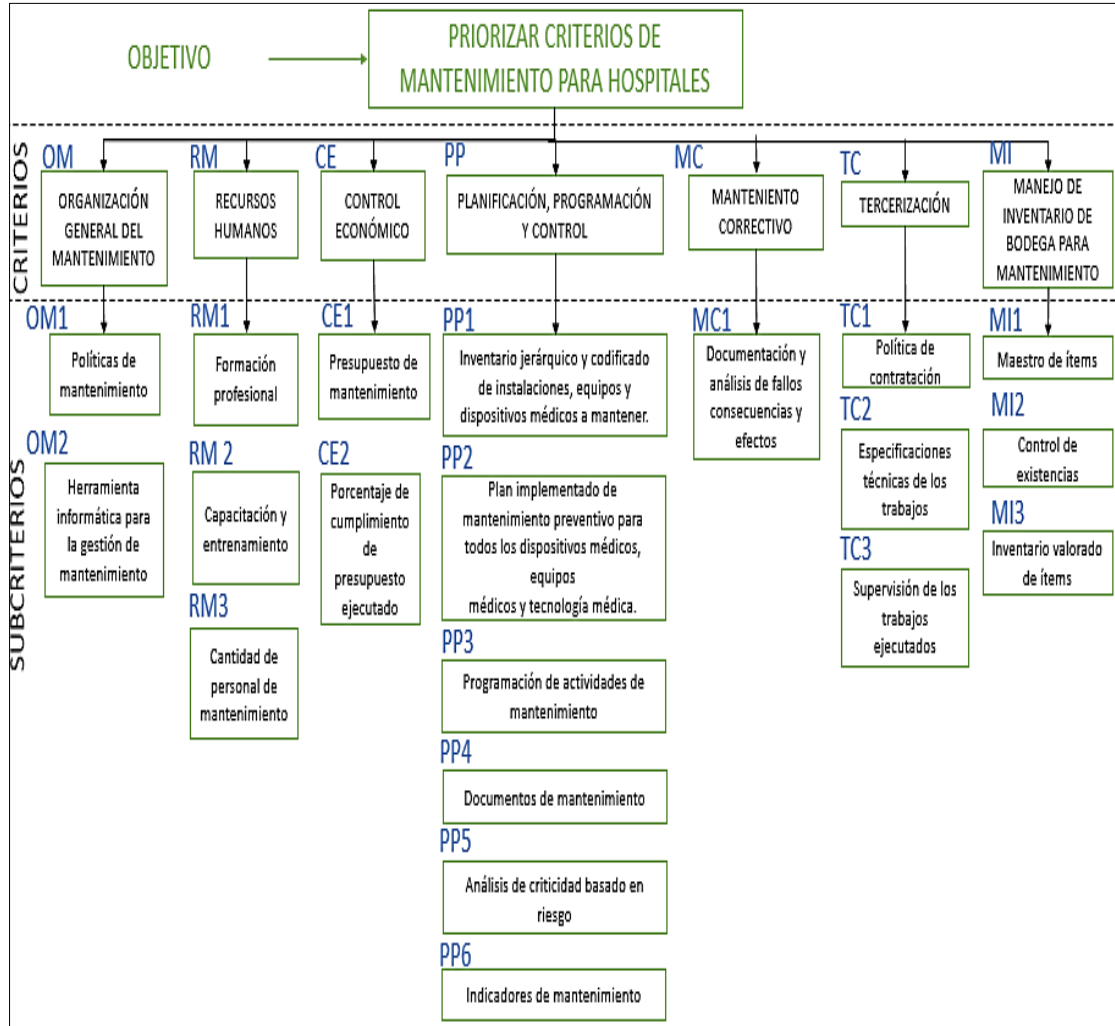 OBJETIVO
PRIORIZAR CRITERIOS DE
MANTENIMIENTO PARA HOSPITALES
CRITERIOS
OM
ORGANIZACIÓN
GENERAL DEL
MANTENIMIENTO
RM
RECURSOS
HUMANOS
CE
CONTROL
ECONÓMICO
PP
PLANIFICACIÓN, PROGRAMACIÓN
Y CONTROL
MC
MANTENIENTO
CORRECTIVO
TC
TERCERIZACIÓN
MI
MANEJO DE
INVENTARIO DE
BODEGA PARA
MANTENIMIENTO
SUBCRITERIOS
OM1
Políticas de
mantenimiento
OM2
Herramienta
informática para
la gestión de
mantenimiento
RM1
Formación
profesional
RM 2
Capacitación y
entrenamiento
RM3
Cantidad de
personal de
mantenimiento
CE1
Presupuesto de
mantenimiento
CE2
Porcentaje de
cumplimiento
de
presupuesto
ejecutado
PP1
Inventario jerárquico y codificado
de instalaciones, equipos y
dispositivos médicos a mantener.
PP2
Plan implementado de
mantenimiento preventivo para
todos los dispositivos médicos,
equipos
médicos y tecnología médica.
PP3
Programación de actividades de
mantenimiento
PP4
Documentos de mantenimiento
PP5
Análisis de criticidad basado en
riesgo
PP6
Indicadores de mantenimiento
MC1
Documentación y
análisis de fallos
consecuencias y
efectos
TC1
Política de
contratación
TC2
Especificaciones
técnicas de los
trabajos
TC3
Supervisión de los
trabajos
ejecutados
MI1
Maestro de ítems
MI2
Control de
existencias
MI3
Inventario valorado
de ítems